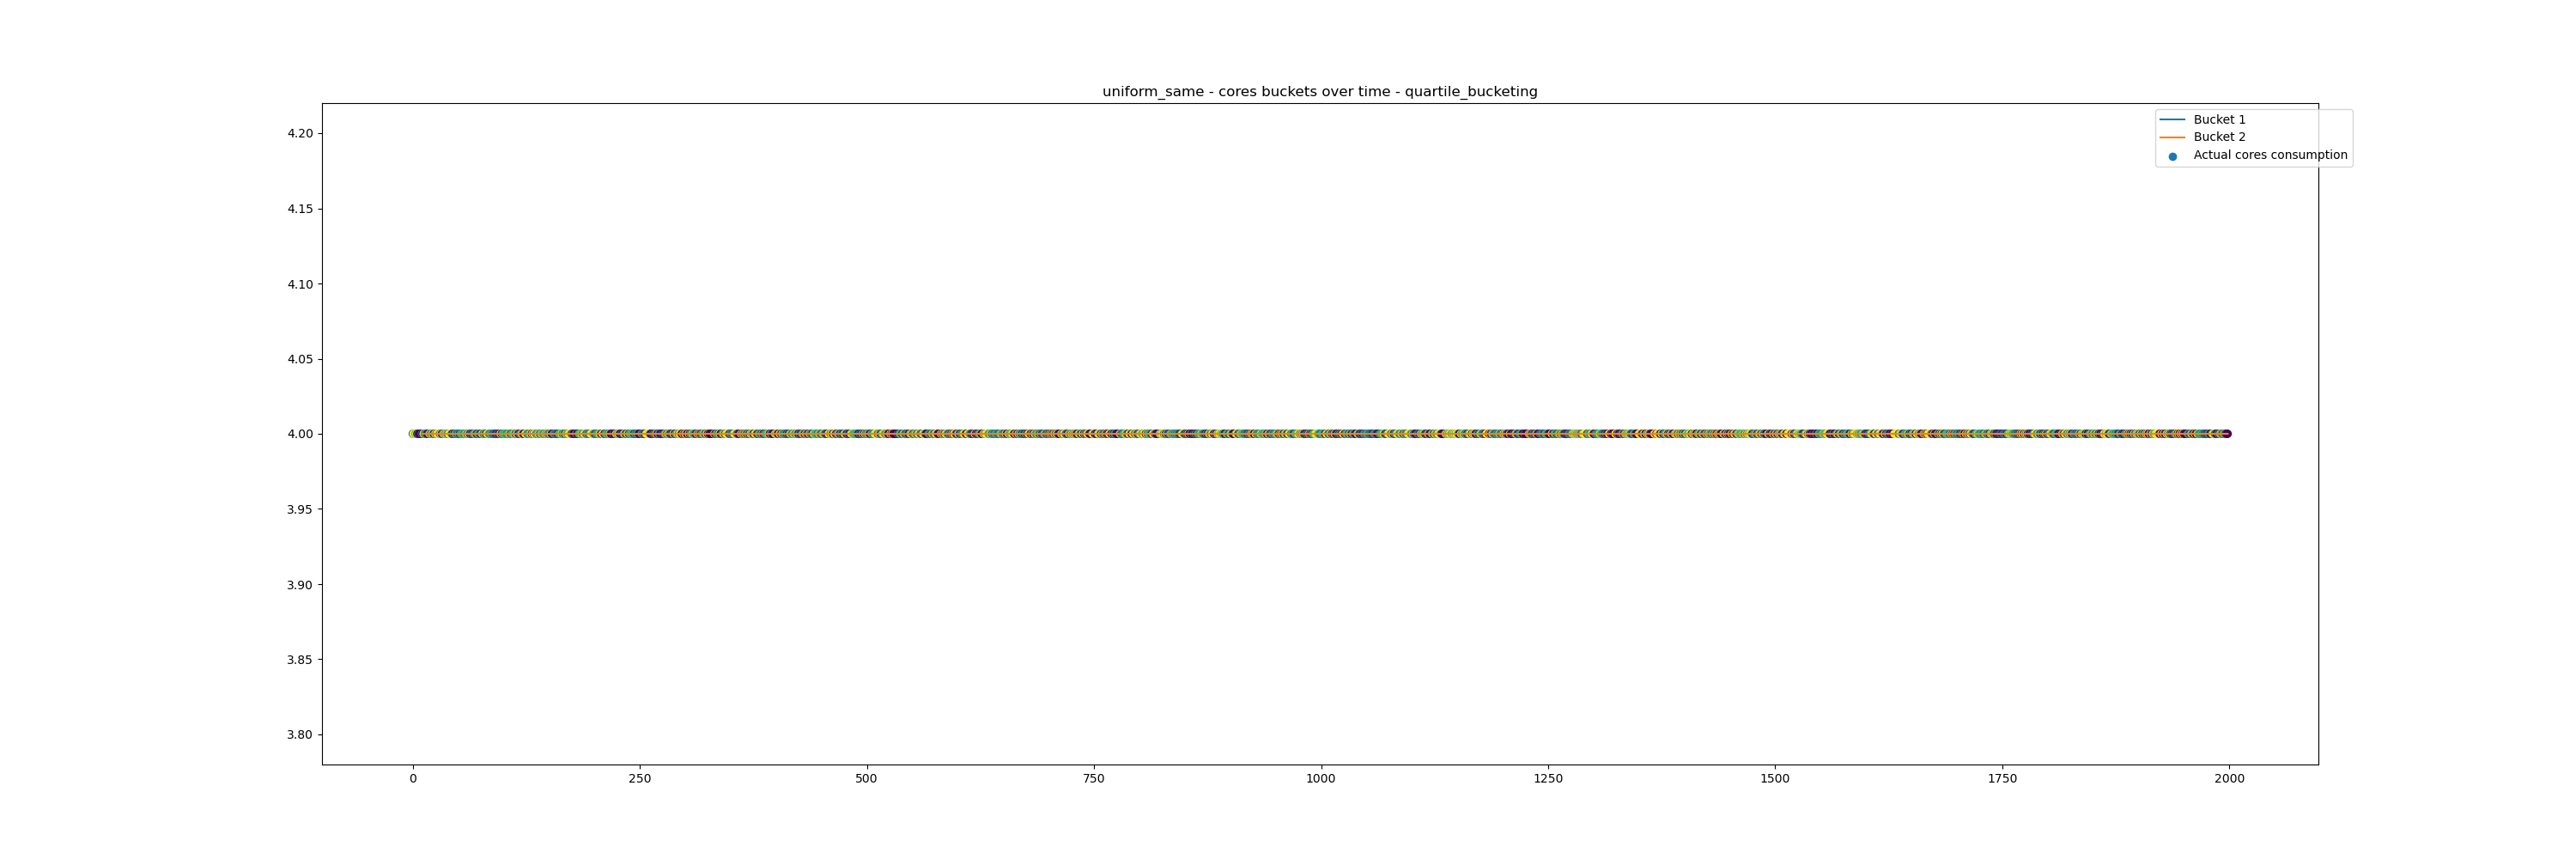 uniform_same - cores buckets over time - quartile_bucketing
Bucket 1
Bucket 2
Actual cores consumption
4.20
4.15
4.10
4.05
4.00
3.95
3.90
3.85
3.80
0 250 500 750 1000 1250 1500 1750 2000